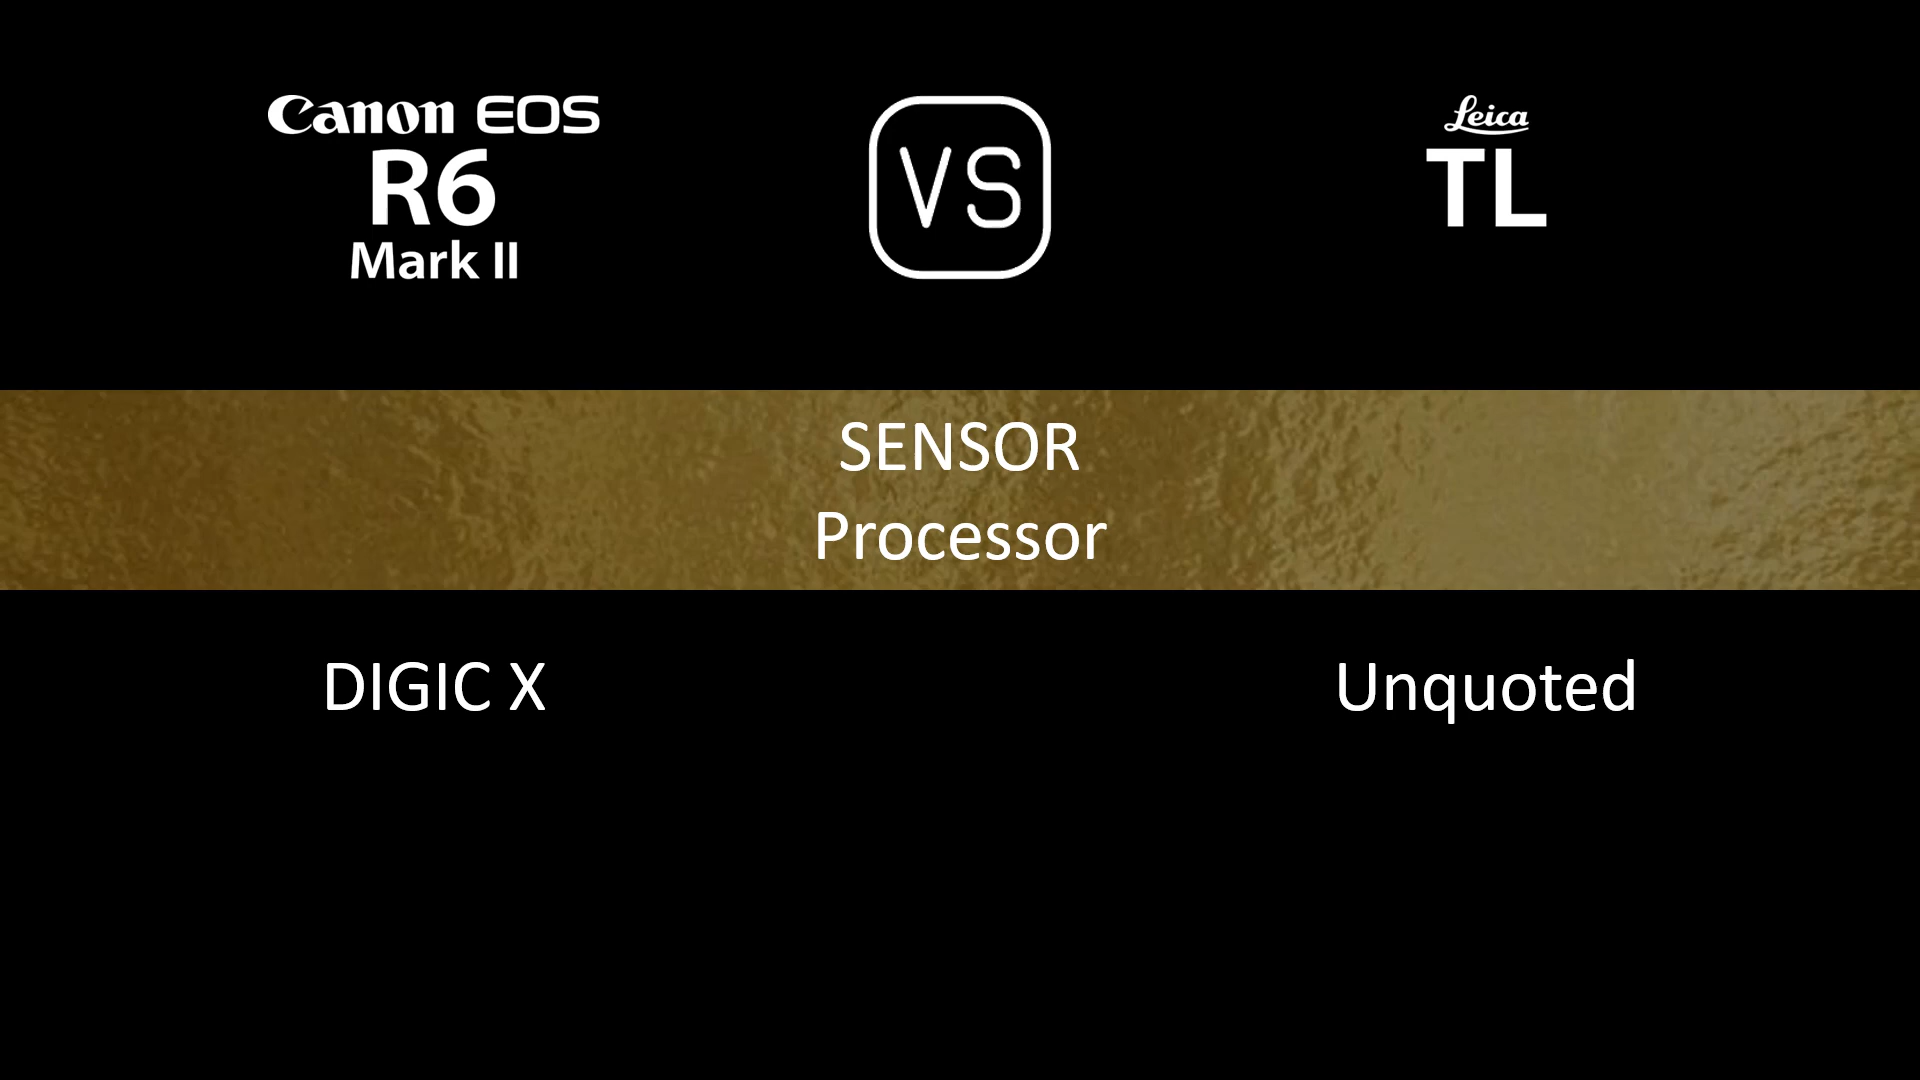 Canon EOS
R6
Mark II
VS
Leica
TL
SENSOR
Processor
DIGIC X
Unquoted